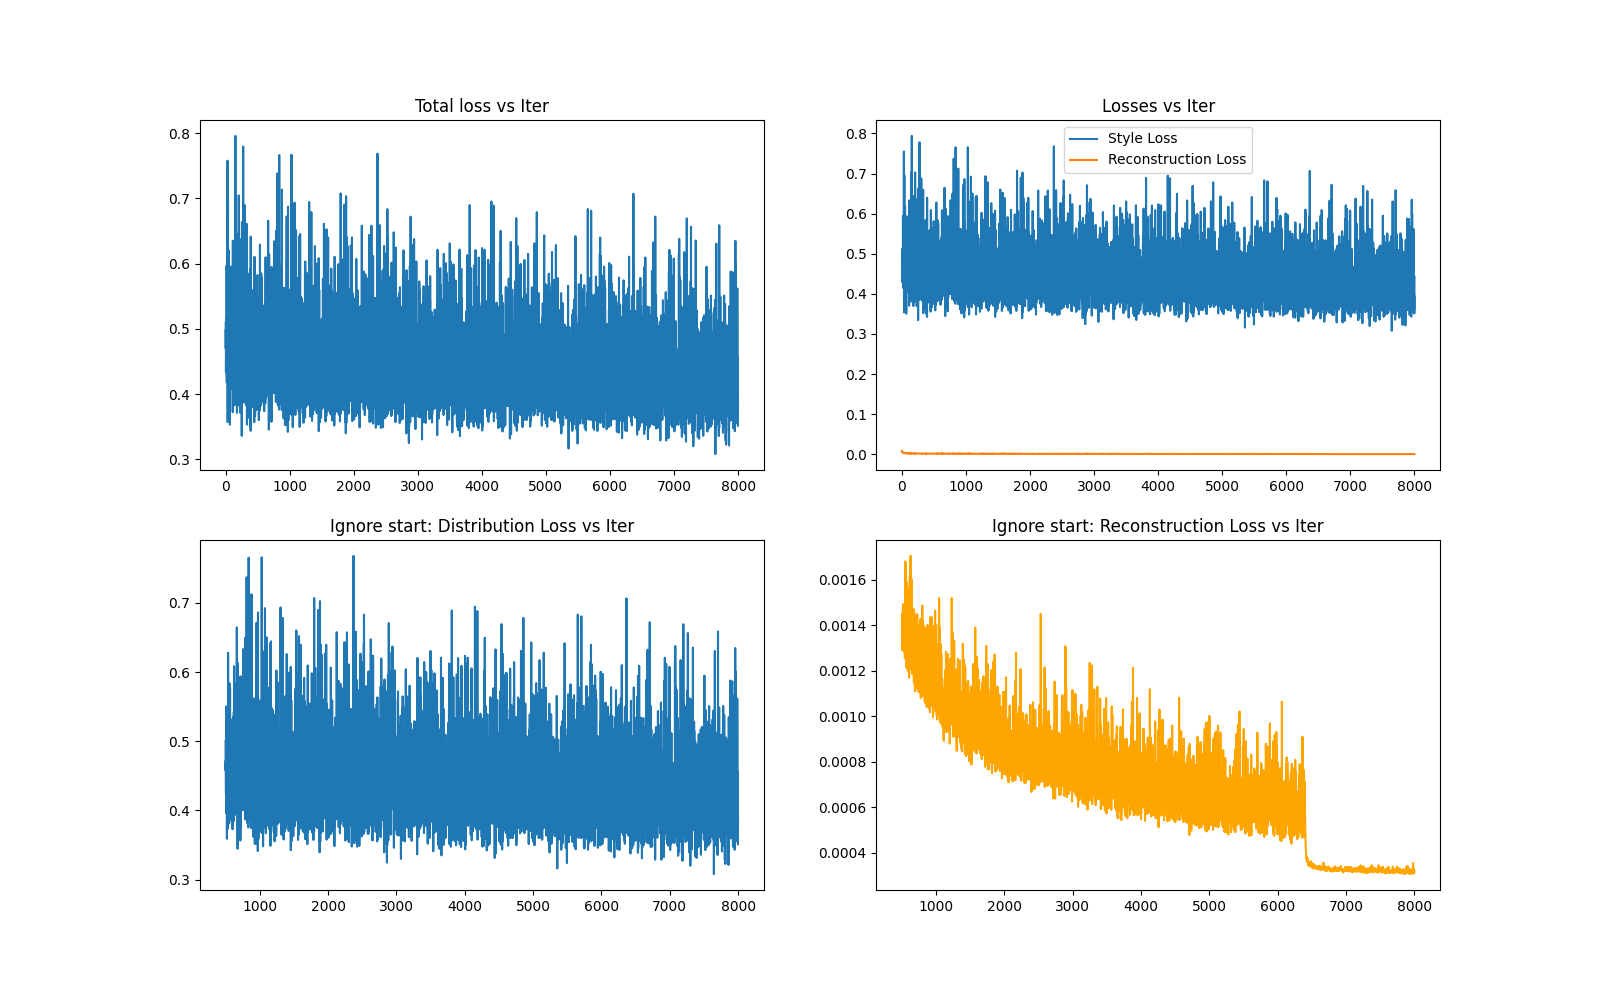 Total loss vs Iter
0.8
0.7
0.6
0.5
0.4
0.3
0 1000 2000 3000 4000 5000 6000 7000 8000
Losses vs Iter
Style Loss
Reconstruction Loss
0.8
0.7
0.6
0.5
0.4
0.3
0.2
0.1
0.0
0 1000 2000 3000 4000 5000 6000 7000 8000
Ignore start: Distribution Loss vs Iter
0.7
0.6
0.5
0.4
0.3
1000 2000 3000 4000 5000 6000 7000 8000
Ignore start: Reconstruction Loss vs Iter
0.0016
0.0014
0.0012
0.0010
0.0008
0.0006
0.0004
1000 2000 3000 4000 5000 6000 7000 8000